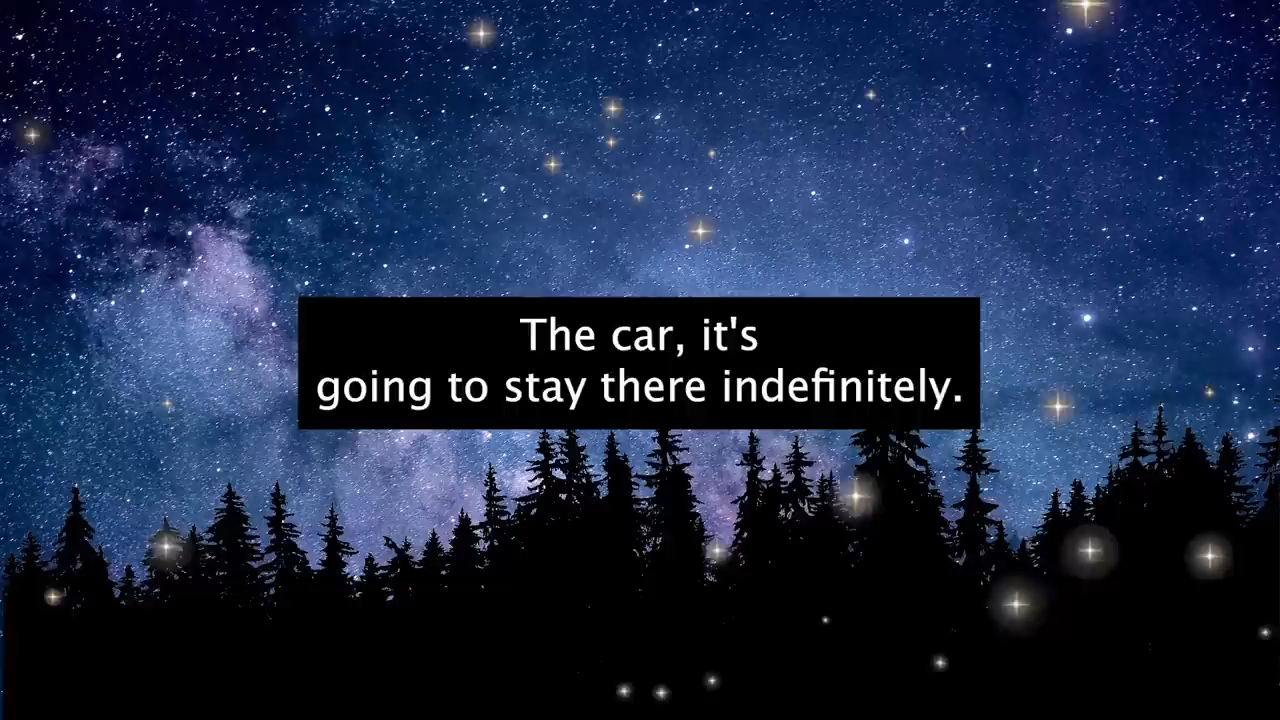 The car, it's
going to stay there indefinitely.